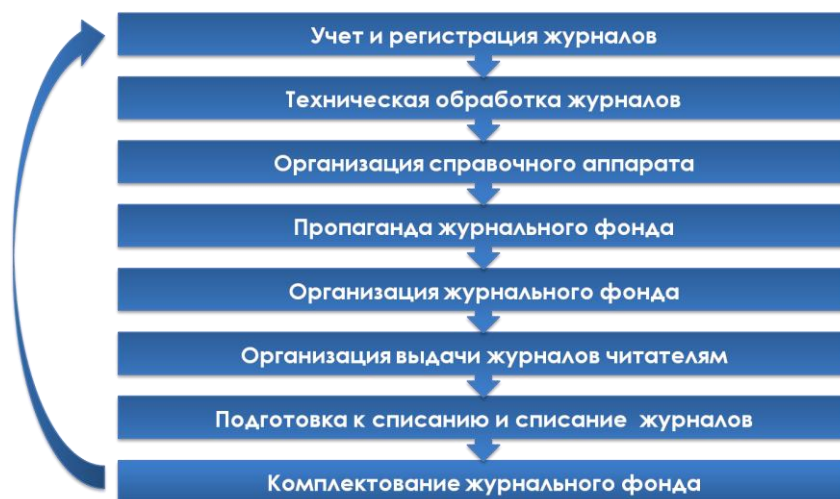 Учет и регистрация журналов
Техническая обработка журналов
Организация справочного аппарата
Пропаганда журнального фонда
Организация журнального фонда
Организация выдачи журналов читателям
Подготовка к списанию и списание журналов
Комплектование журнального фонда